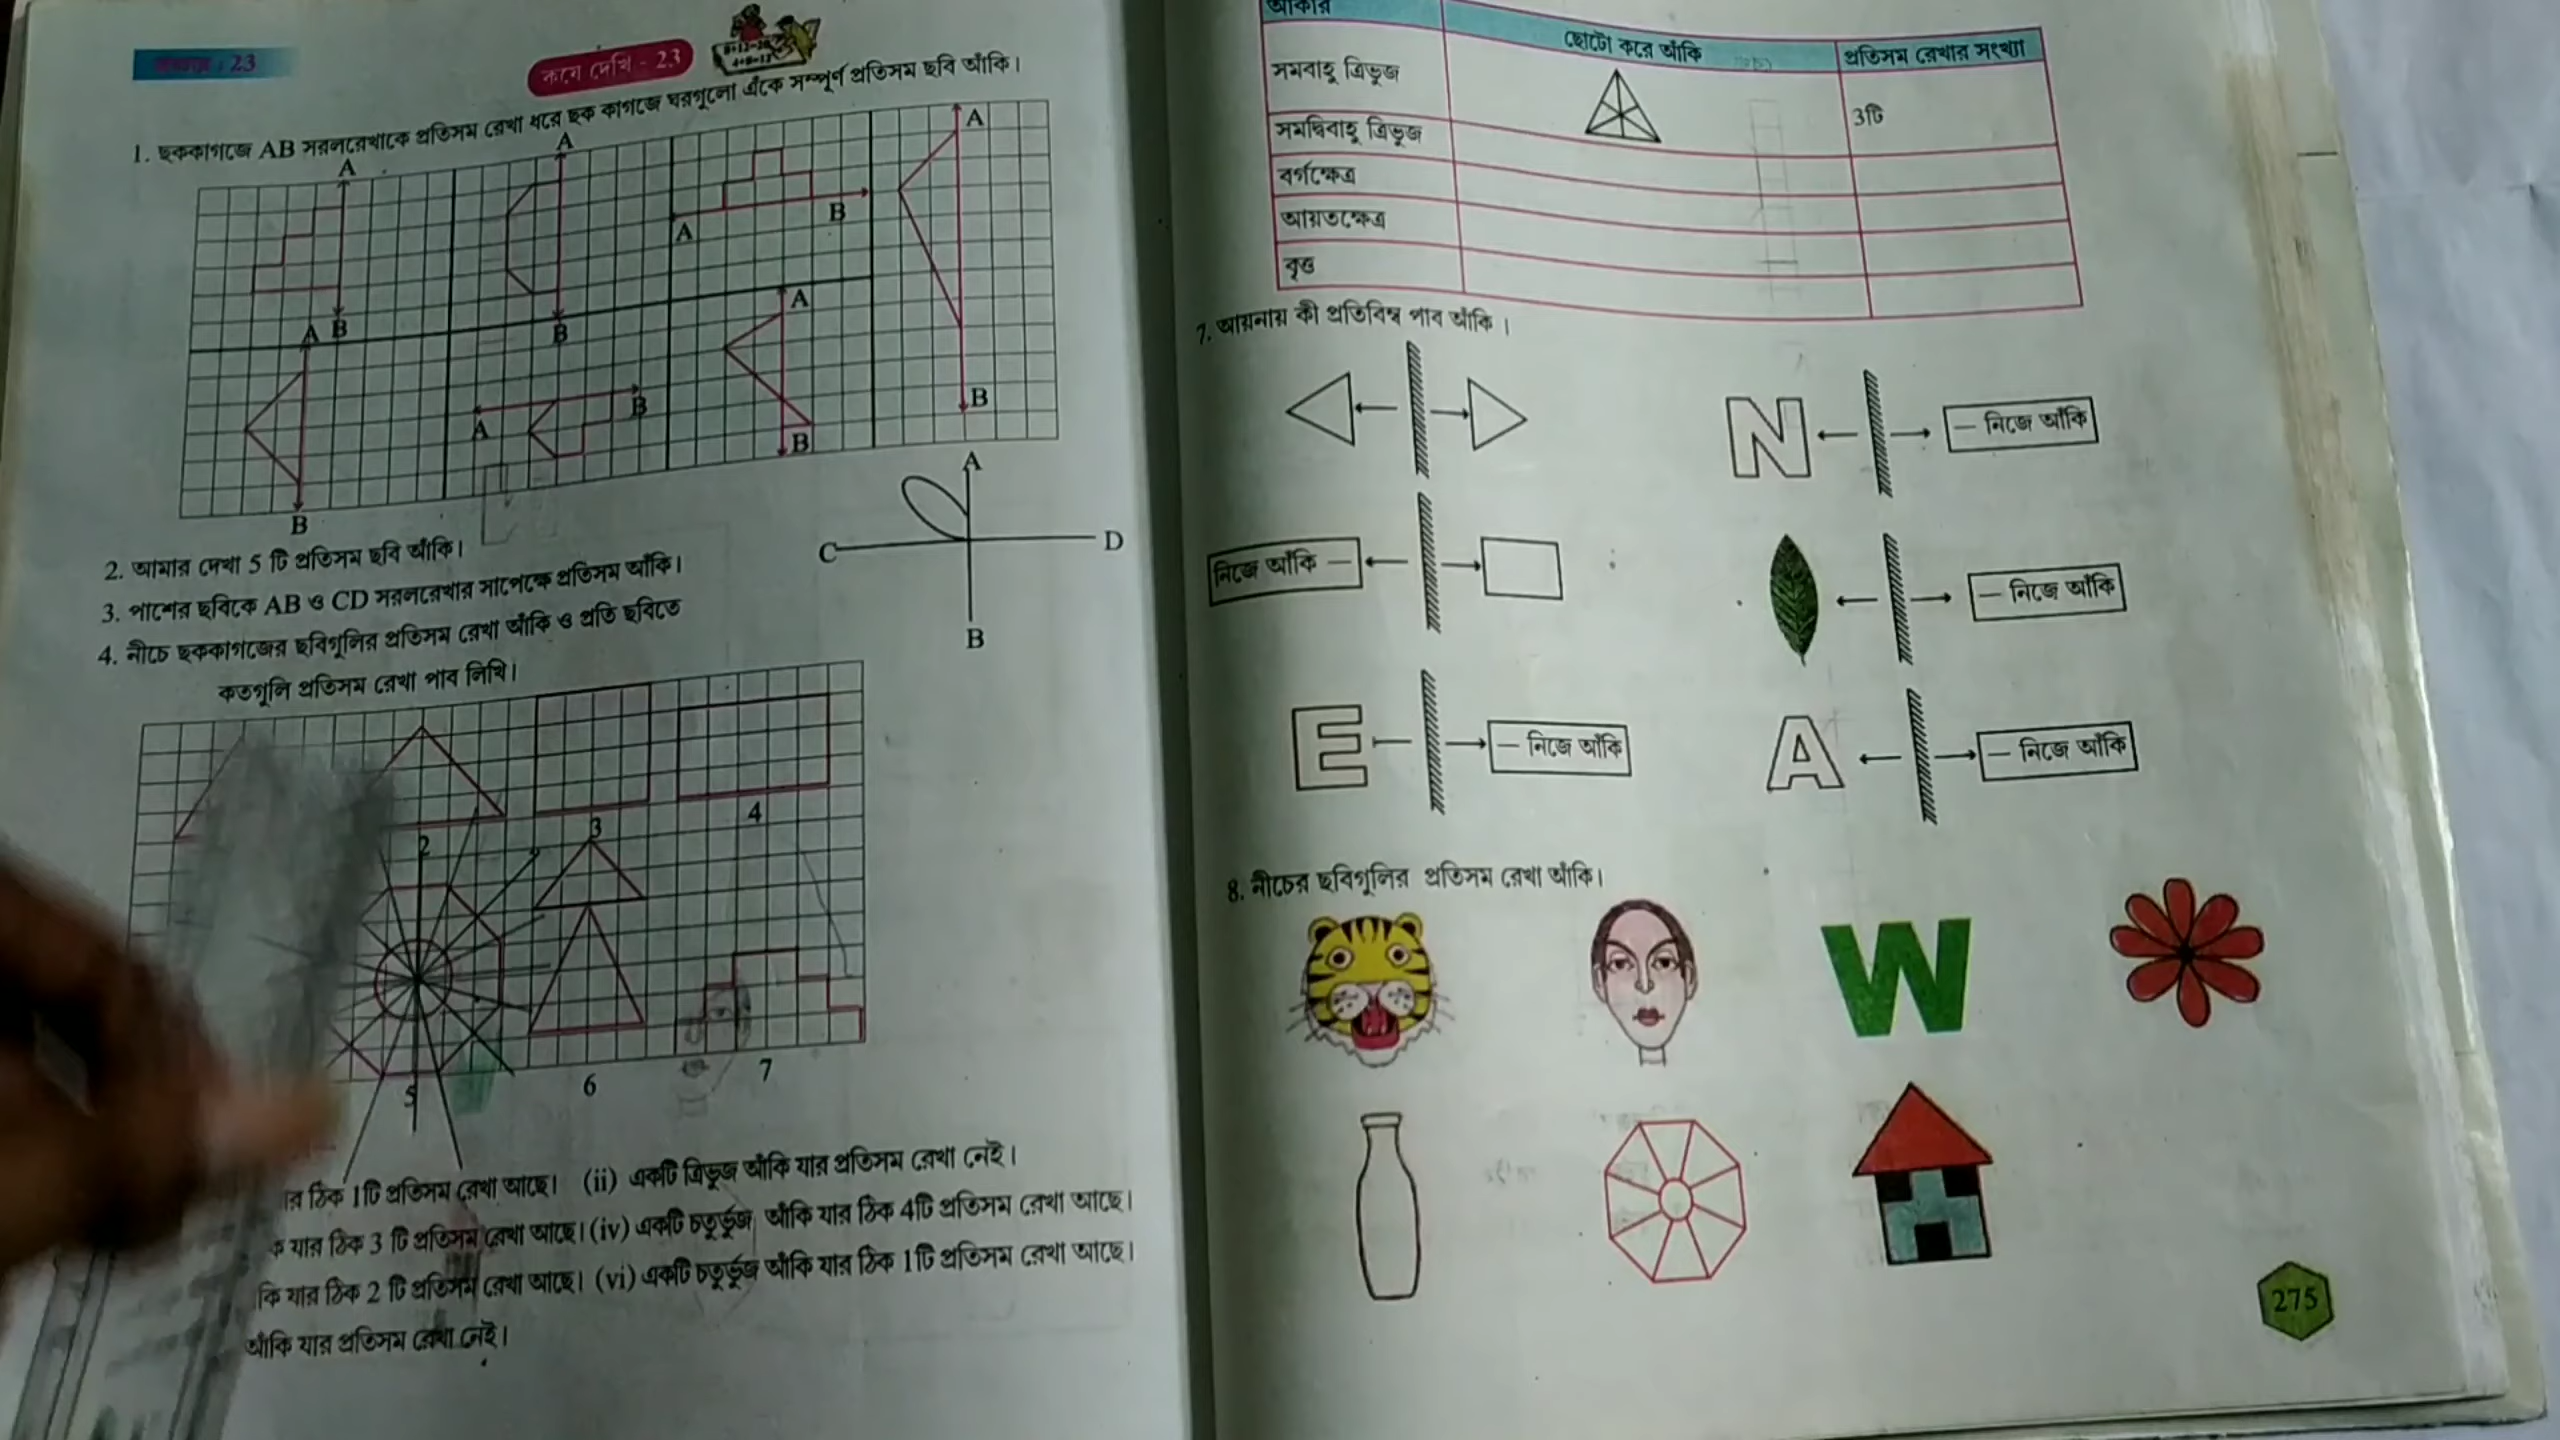 : 23
কষে দেখি - 23
1. ছককাগজে AB সরলরেখাকে প্রতিসম রেখা ধরে ছক কাগজে ঘরগুলো এঁকে সম্পূর্ণ প্রতিসম ছবি আঁকি।
A
A
A
B
A
B
A B
B
A
B
A
B
A
B
B
2. আমার দেখা 5 টি প্রতিসম ছবি আঁকি।
3. পাশের ছবিকে AB ও CD সরলরেখার সাপেক্ষে প্রতিসম আঁকি।
A
C
D
B
4. নীচে ছককাগজের ছবিগুলির প্রতিসম রেখা আঁকি ও প্রতি ছবিতে
কতগুলি প্রতিসম রেখা পাব লিখি।
2
3
4
5
6
7
র ঠিক 1টি প্রতিসম রেখা আছে। (ii) একটি ত্রিভুজ আঁকি যার প্রতিসম রেখা নেই।
যার ঠিক 3 টি প্রতিসম রেখা আছে। (iv) একটি চতুর্ভুজ আঁকি যার ঠিক 4টি প্রতিসম রেখা আছে।
কি যার ঠিক 2 টি প্রতিসম রেখা আছে। (vi) একটি চতুর্ভুজ আঁকি যার ঠিক 1টি প্রতিসম রেখা আছে।
আঁকি যার প্রতিসম রেখা নেই।
আকার
ছোটো করে আঁকি
প্রতিসম রেখার সংখ্যা
সমবাহু ত্রিভুজ
3টি
সমদ্বিবাহু ত্রিভুজ
বর্গক্ষেত্র
আয়তক্ষেত্র
বৃত্ত
7. আয়নায় কী প্রতিবিম্ব পাব আঁকি।
N
– নিজে আঁকি
নিজে আঁকি –
– নিজে আঁকি
E
– নিজে আঁকি
A
– নিজে আঁকি
8. নীচের ছবিগুলির প্রতিসম রেখা আঁকি।
W
275